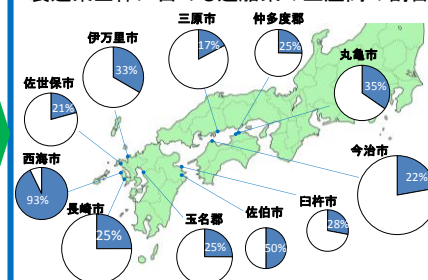 三原市
17%
仲多度郡
25%
伊万里市
33%
丸亀市
35%
佐世保市
21%
今治市
22%
西海市
93%
長崎市
25%
玉名郡
25%
佐伯市
50%
臼杵市
28%